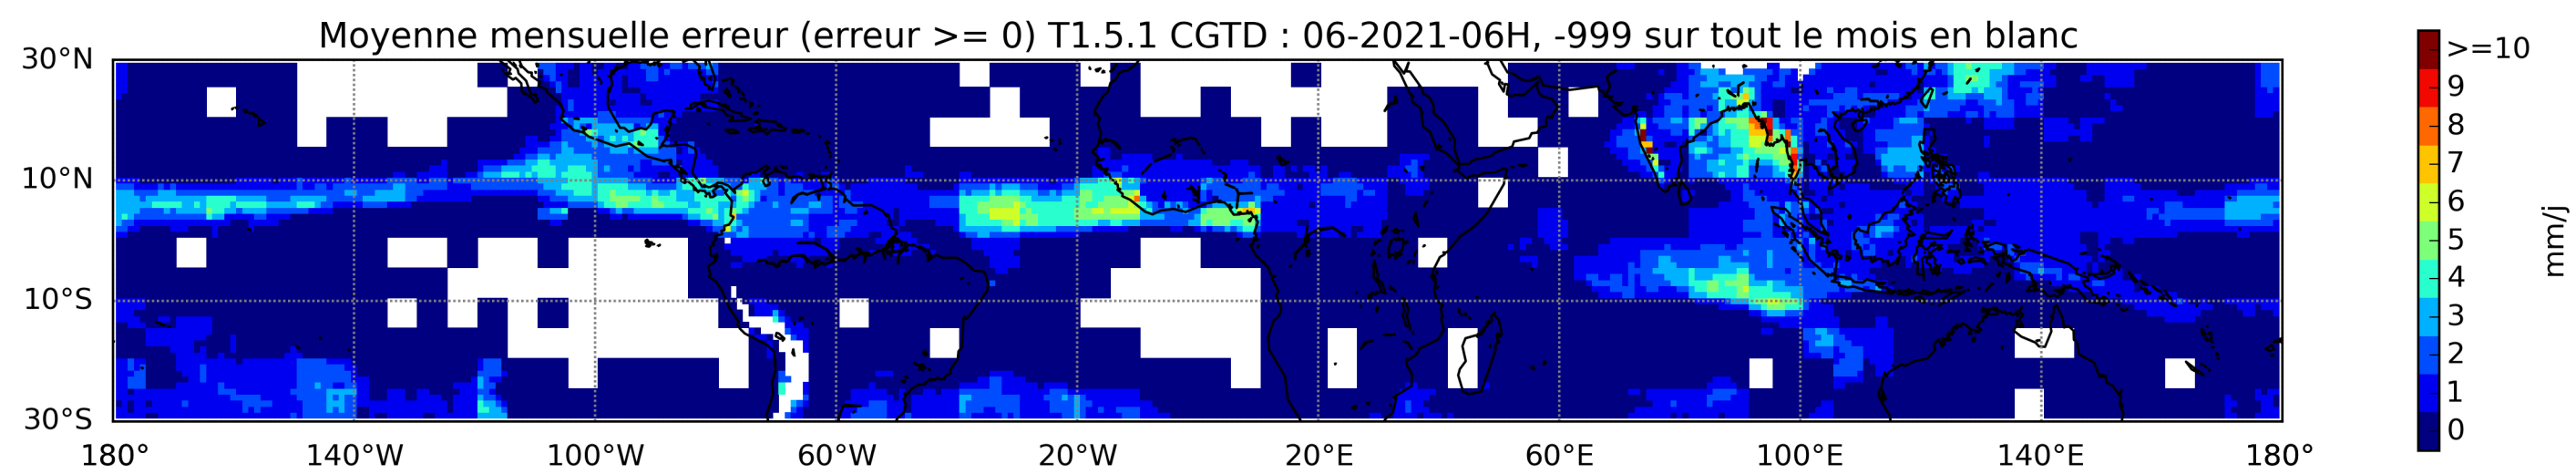 Moyenne mensuelle erreur (erreur >= 0) T1.5.1 CGTD : 06-2021-06H, -999 sur tout le mois en blanc
30°N
10°N
10°S
30°S
180° 140°W 100°W 60°W 20°W 20°E 60°E 100°E 140°E 180°
>=10
9
8
7
6
5
4
3
2
1
0
mm/j